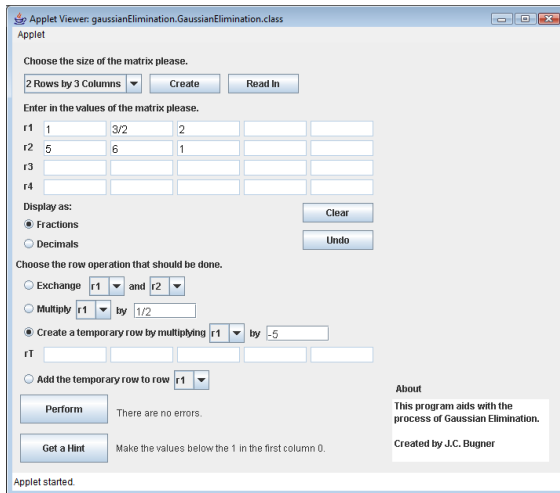 Applet Viewer: gaussianElimination.GaussianElimination.class
Applet
Choose the size of the matrix please.
2 Rows by 3 Columns Create Read In
Enter in the values of the matrix please.
r1 1 3/2 2
r2 5 6 1
r3
r4
Display as:
Clear
Fractions
Undo
Decimals
Choose the row operation that should be done.
Exchange r1 and r2
Multiply r1 by 1/2
Create a temporary row by multiplying r1 by -5
rT
Add the temporary row to row r1
About
Perform There are no errors.
This program aids with the
process of Gaussian Elimination.
Created by J.C. Bugner
Get a Hint Make the values below the 1 in the first column 0.
Applet started.